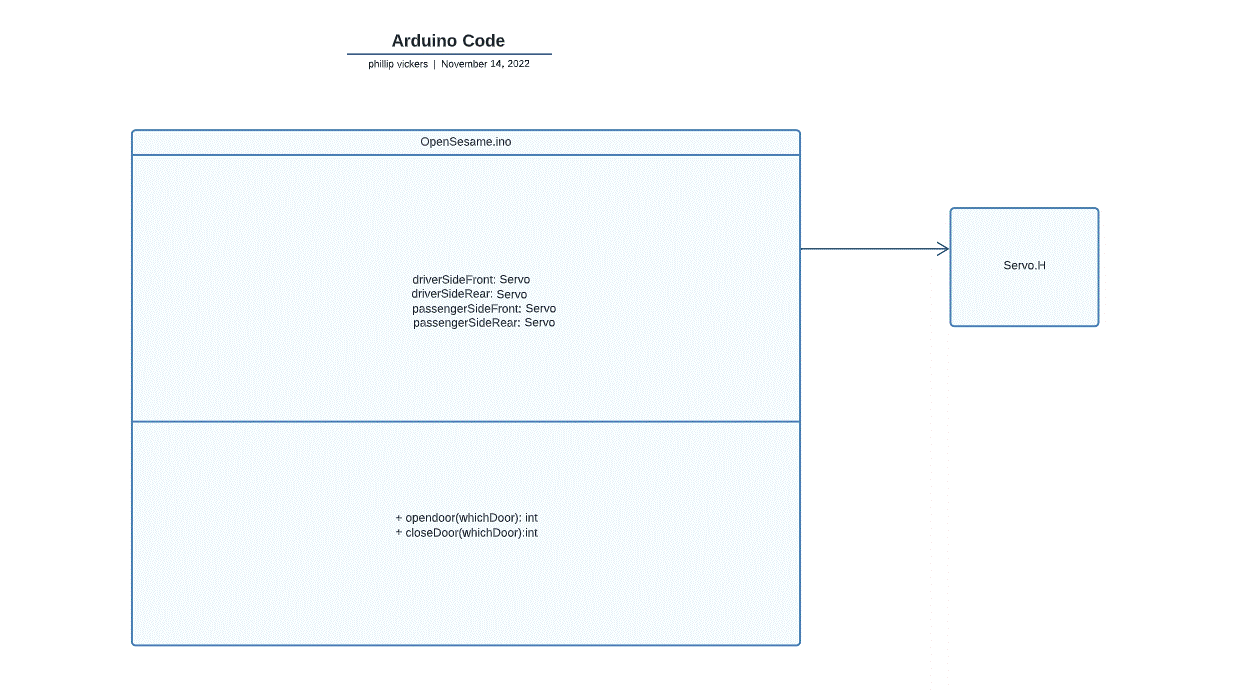 Arduino Code
phillip vickers | November 14, 2022
OpenSesame.ino
driverSideFront: Servo
driverSideRear: Servo
passengerSideFront: Servo
passengerSideRear: Servo
Servo.H
+ opendoor(whichDoor): int
+ closeDoor(whichDoor):int